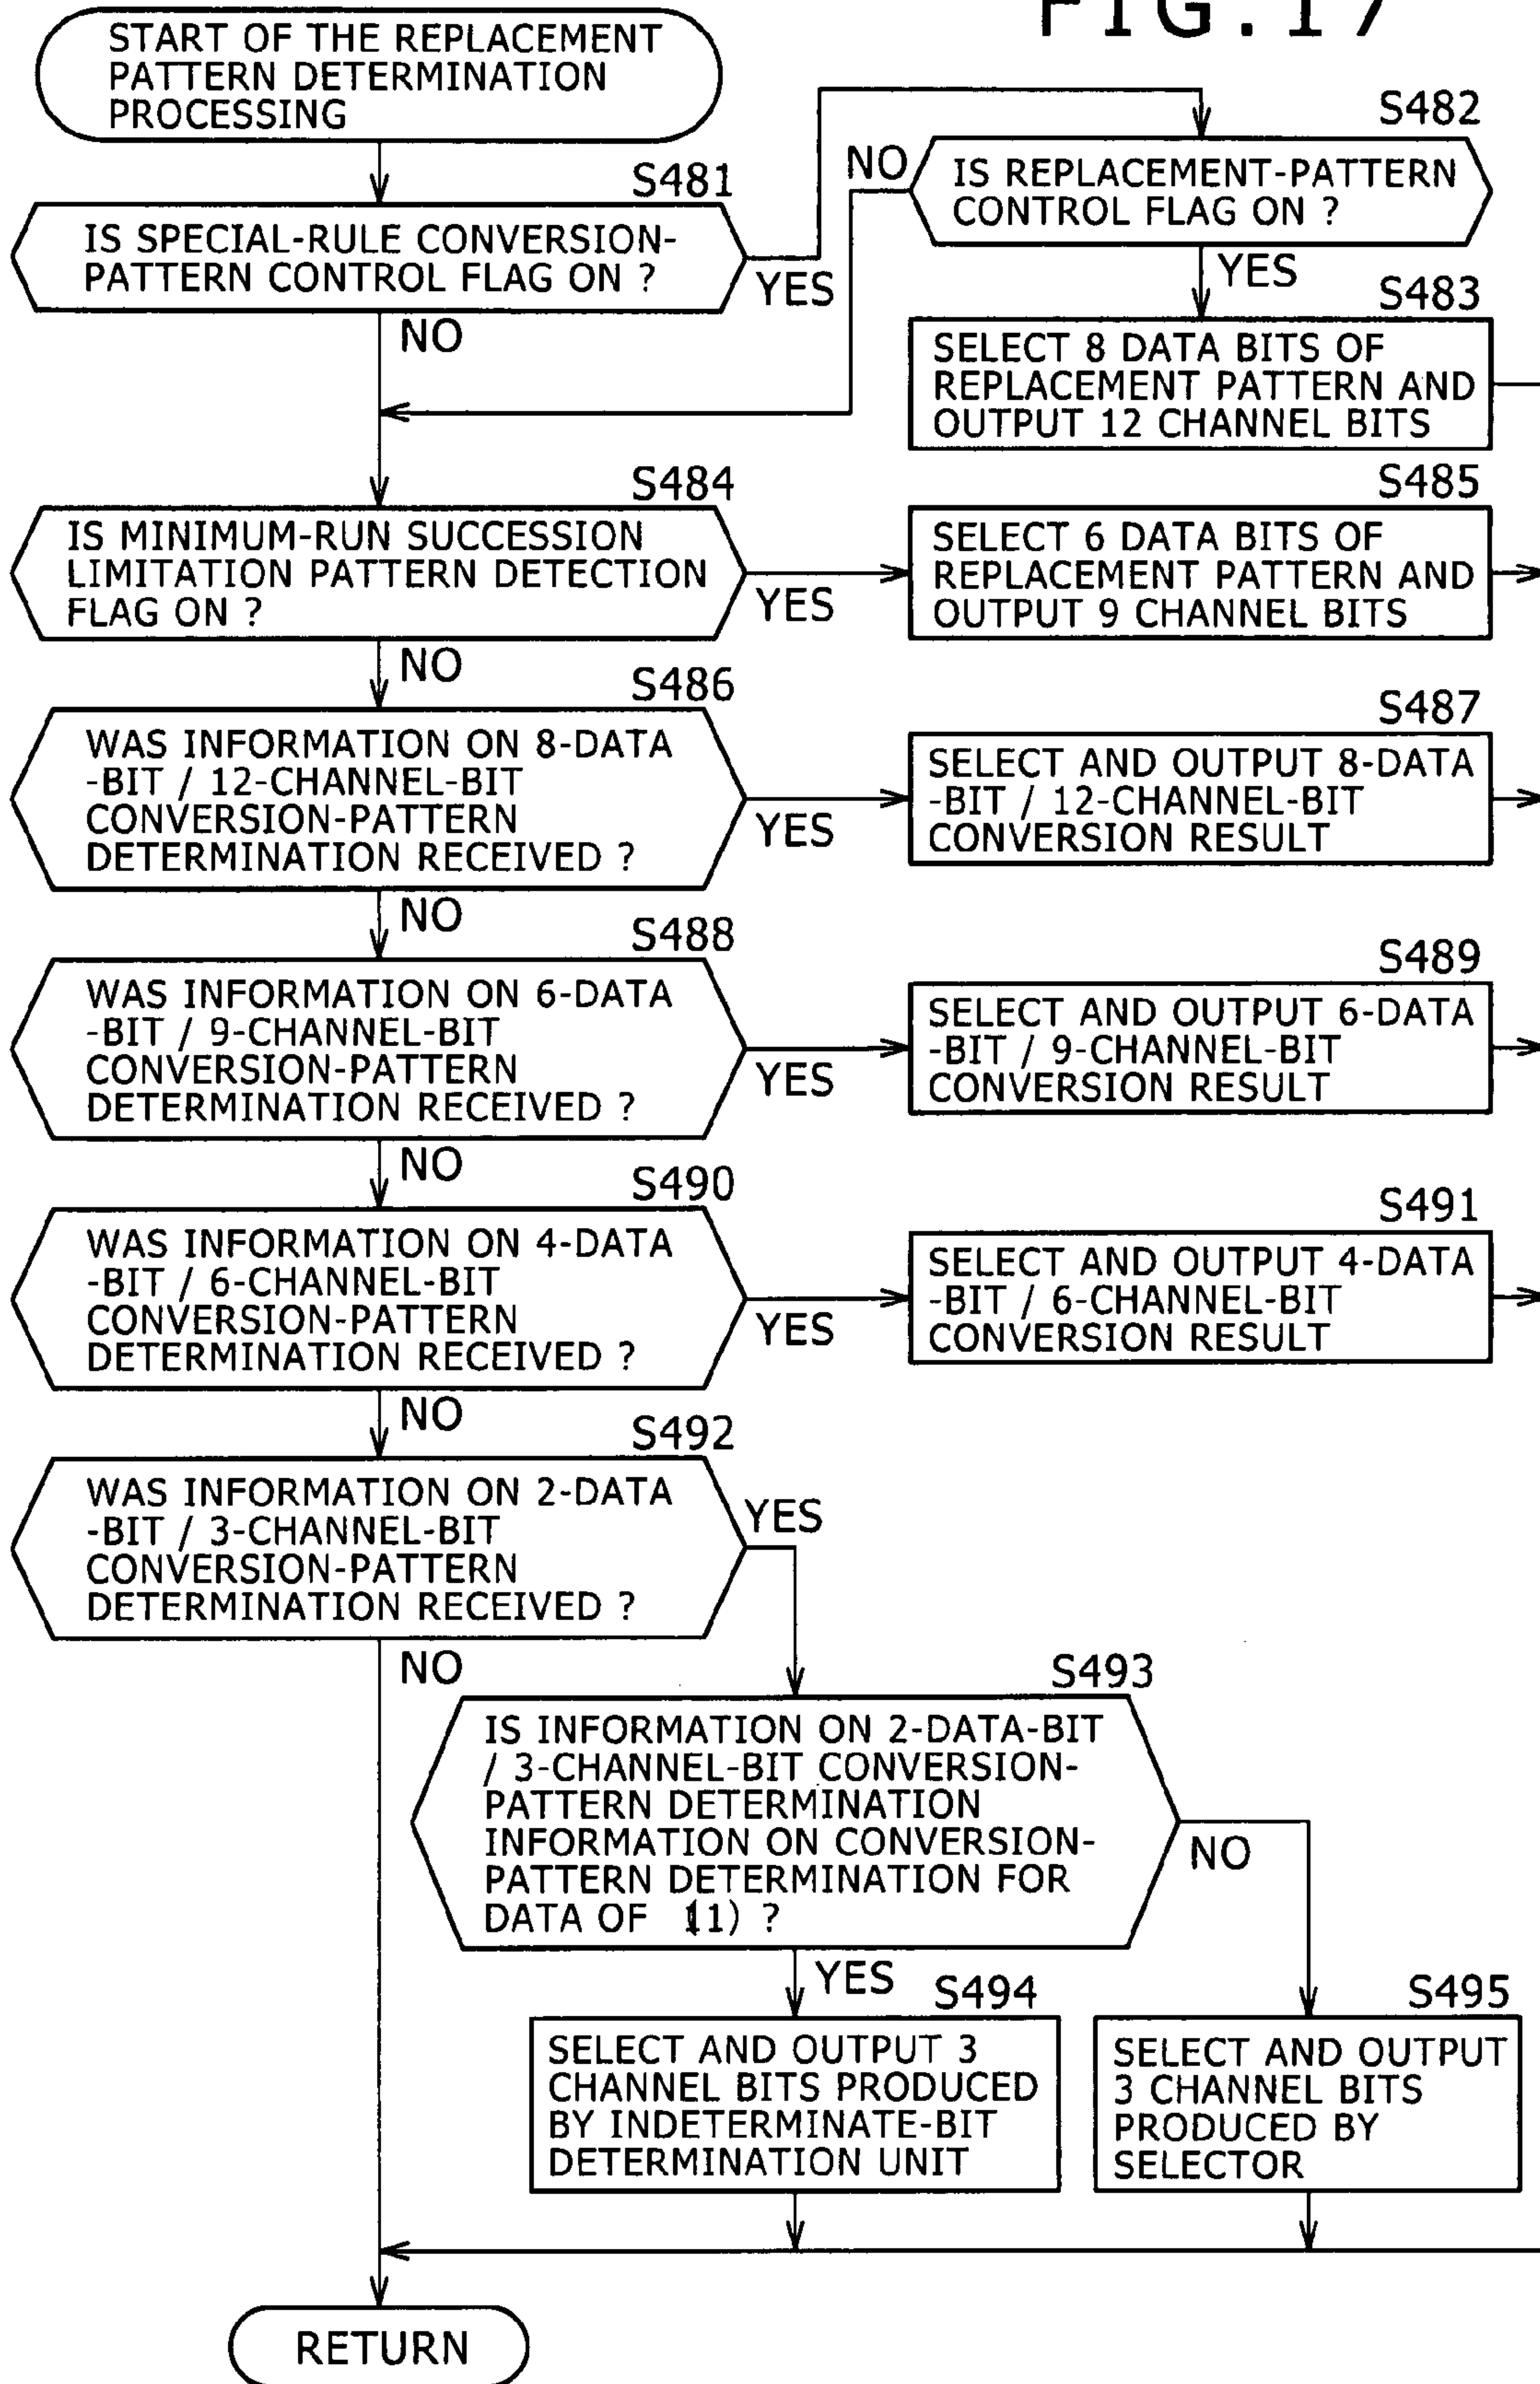 FIG.17
START OF THE REPLACEMENT
PATTERN DETERMINATION
PROCESSING
S481
IS SPECIAL-RULE CONVERSION-
PATTERN CONTROL FLAG ON ?
YES
NO
S482
IS REPLACEMENT-PATTERN
CONTROL FLAG ON ?
NO
YES
S483
SELECT 8 DATA BITS OF
REPLACEMENT PATTERN AND
OUTPUT 12 CHANNEL BITS
S484
IS MINIMUM-RUN SUCCESSION
LIMITATION PATTERN DETECTION
FLAG ON ?
YES
NO
S485
SELECT 6 DATA BITS OF
REPLACEMENT PATTERN AND
OUTPUT 9 CHANNEL BITS
S486
WAS INFORMATION ON 8-DATA
-BIT / 12-CHANNEL-BIT
CONVERSION-PATTERN
DETERMINATION RECEIVED ?
YES
NO
S487
SELECT AND OUTPUT 8-DATA
-BIT / 12-CHANNEL-BIT
CONVERSION RESULT
S488
WAS INFORMATION ON 6-DATA
-BIT / 9-CHANNEL-BIT
CONVERSION-PATTERN
DETERMINATION RECEIVED ?
YES
NO
S489
SELECT AND OUTPUT 6-DATA
-BIT / 9-CHANNEL-BIT
CONVERSION RESULT
S490
WAS INFORMATION ON 4-DATA
-BIT / 6-CHANNEL-BIT
CONVERSION-PATTERN
DETERMINATION RECEIVED ?
YES
NO
S491
SELECT AND OUTPUT 4-DATA
-BIT / 6-CHANNEL-BIT
CONVERSION RESULT
S492
WAS INFORMATION ON 2-DATA
-BIT / 3-CHANNEL-BIT
CONVERSION-PATTERN
DETERMINATION RECEIVED ?
YES
NO
S493
IS INFORMATION ON 2-DATA-BIT
/ 3-CHANNEL-BIT CONVERSION-
PATTERN DETERMINATION
INFORMATION ON CONVERSION-
PATTERN DETERMINATION FOR
DATA OF (11) ?
NO
YES
S494
SELECT AND OUTPUT 3
CHANNEL BITS PRODUCED
BY INDETERMINATE-BIT
DETERMINATION UNIT
S495
SELECT AND OUTPUT
3 CHANNEL BITS
PRODUCED BY
SELECTOR
RETURN